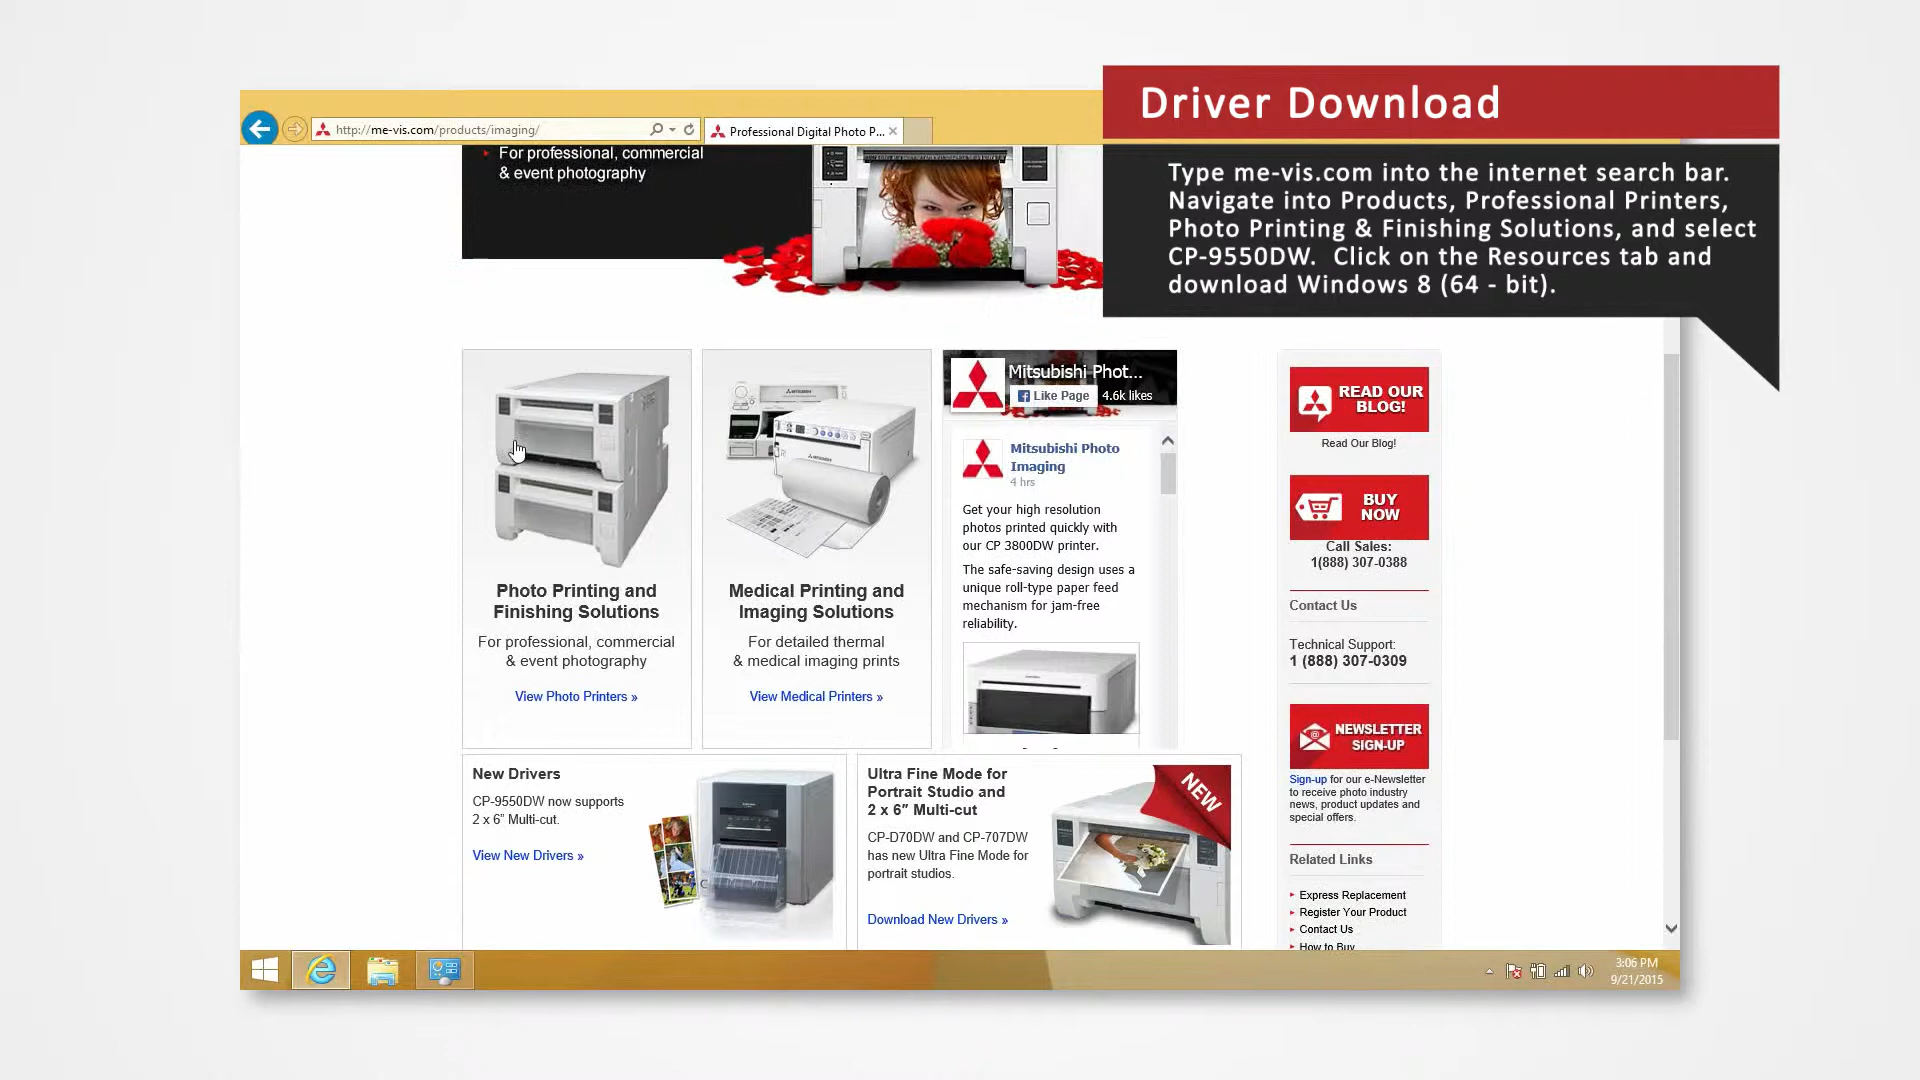 Driver Download
Type me-vis.com into the internet search bar.
Navigate into Products, Professional Printers,
Photo Printing & Finishing Solutions, and select
CP-9550DW. Click on the Resources tab and
download Windows 8 (64 - bit).
http://me-vis.com/products/imaging/
Professional Digital Photo P...
For professional, commercial
& event photography
Photo Printing and
Finishing Solutions
For professional, commercial
& event photography
View Photo Printers »
Medical Printing and
Imaging Solutions
For detailed thermal
& medical imaging prints
View Medical Printers »
Mitsubishi Phot...
Like Page
4.6k likes
Mitsubishi Photo
Imaging
4 hrs
Get your high resolution
photos printed quickly with
our CP 3800DW printer.
The safe-saving design uses a
unique roll-type paper feed
mechanism for jam-free
reliability.
READ OUR
BLOG!
Read Our Blog!
BUY
NOW
Call Sales:
1(888) 307-0388
Contact Us
Technical Support:
1 (888) 307-0309
NEWSLETTER
SIGN-UP
Sign-up for our e-Newsletter
to receive photo industry
news, product updates and
special offers.
Related Links
Express Replacement
Register Your Product
Contact Us
How to Buy
New Drivers
CP-9550DW now supports
2 x 6" Multi-cut.
View New Drivers »
Ultra Fine Mode for
Portrait Studio and
2 x 6" Multi-cut
CP-D70DW and CP-707DW
has new Ultra Fine Mode for
portrait studios.
Download New Drivers »
NEW
3:06 PM
9/21/2015